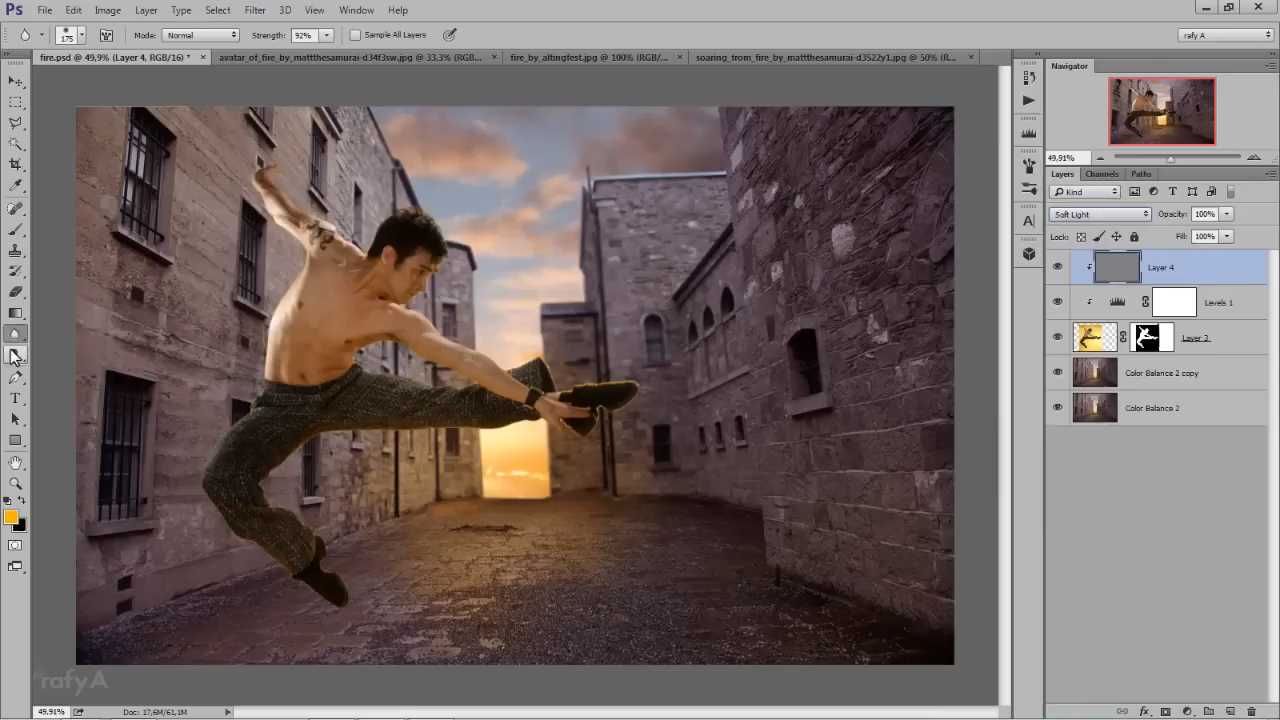 Ps File Edit Image Layer Type Select Filter 3D View Window Help
175 Mode: Normal Strength: 92% Sample All Layers rafy A
fire.psd @ 49,9% (Layer 4, RGB/16) * × avatar_of_fire_by_mattthesamurai-d34f3sw.jpg @ 33,3% (RGB... × fire_by_altingfest.jpg @ 100% (RGB/... × soaring_from_fire_by_mattthesamurai-d3522y1.jpg @ 50% (R... ×
Navigator
49,91%
Layers Channels Paths
Kind
Soft Light Opacity: 100%
Lock: Fill: 100%
Layer 4
Levels 1
Layer 3
Color Balance 2 copy
Color Balance 2
rafyA
49,91% Doc: 17,6M/61,1M